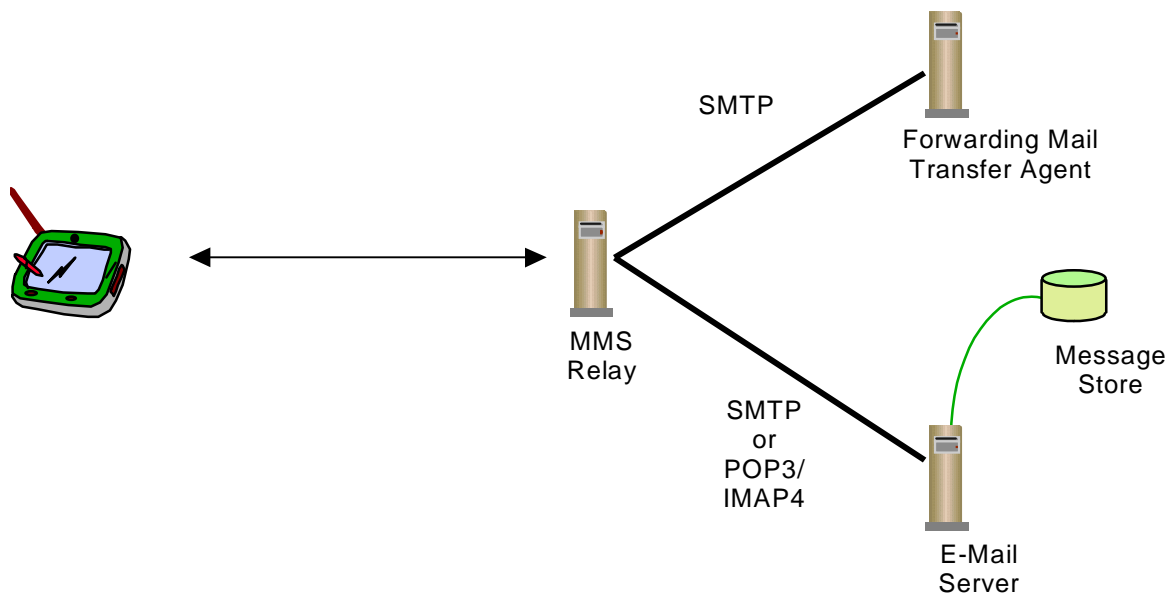 SMTP
Forwarding Mail
Transfer Agent
MMS
Relay
Message
Store
SMTP
or
POP3/
IMAP4
E-Mail
Server